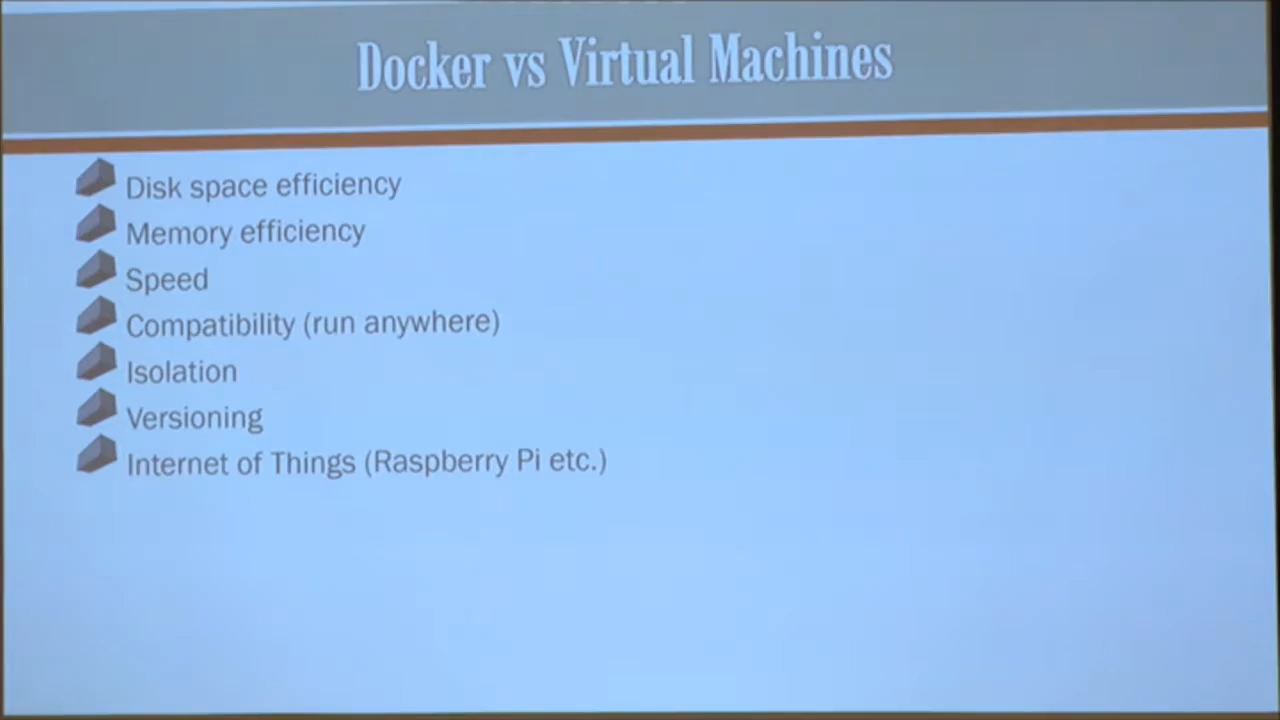 Docker vs Virtual Machines
Disk space efficiency
Memory efficiency
Speed
Compatibility (run anywhere)
Isolation
Versioning
Internet of Things (Raspberry Pi etc.)